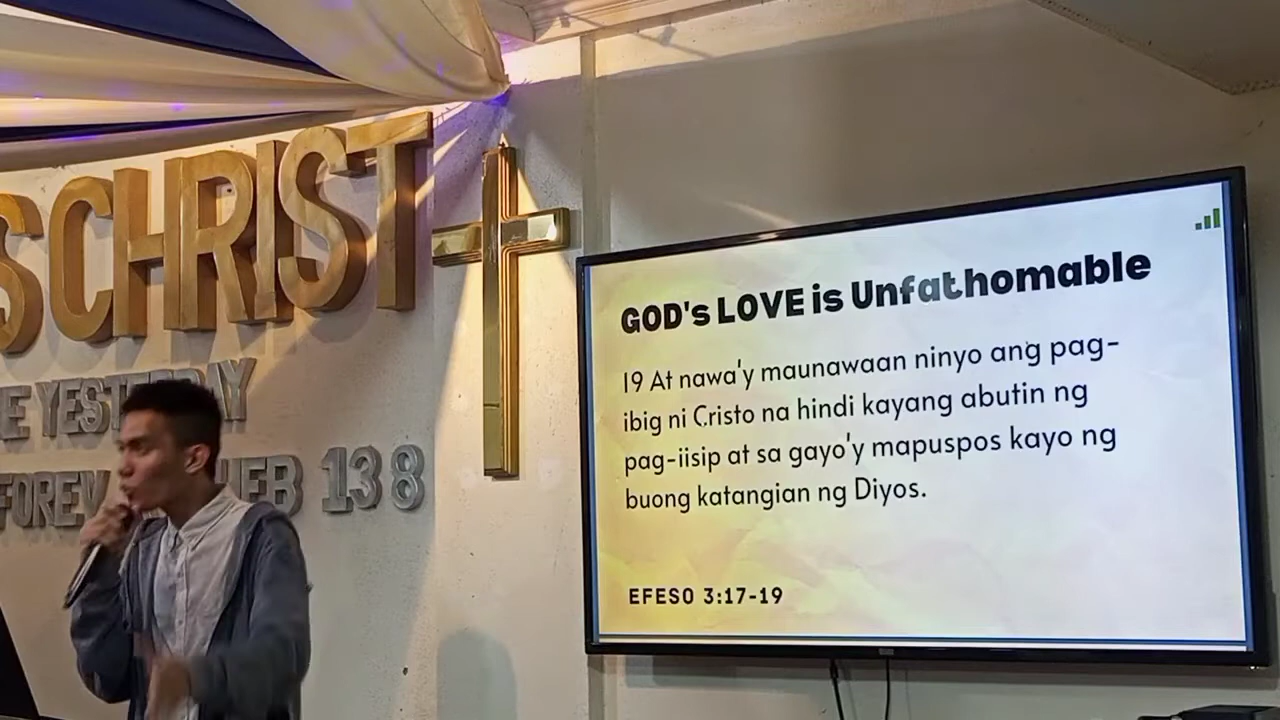 S CHRIST
E YESTERDAY
FOREV HEB 13 8
GOD's LOVE is Unfathomable
19 At nawa'y maunawaan ninyo ang pag-
ibig ni Cristo na hindi kayang abutin ng
pag-iisip at sa gayo'y mapuspos kayo ng
buong katangian ng Diyos.
EFESO 3:17-19